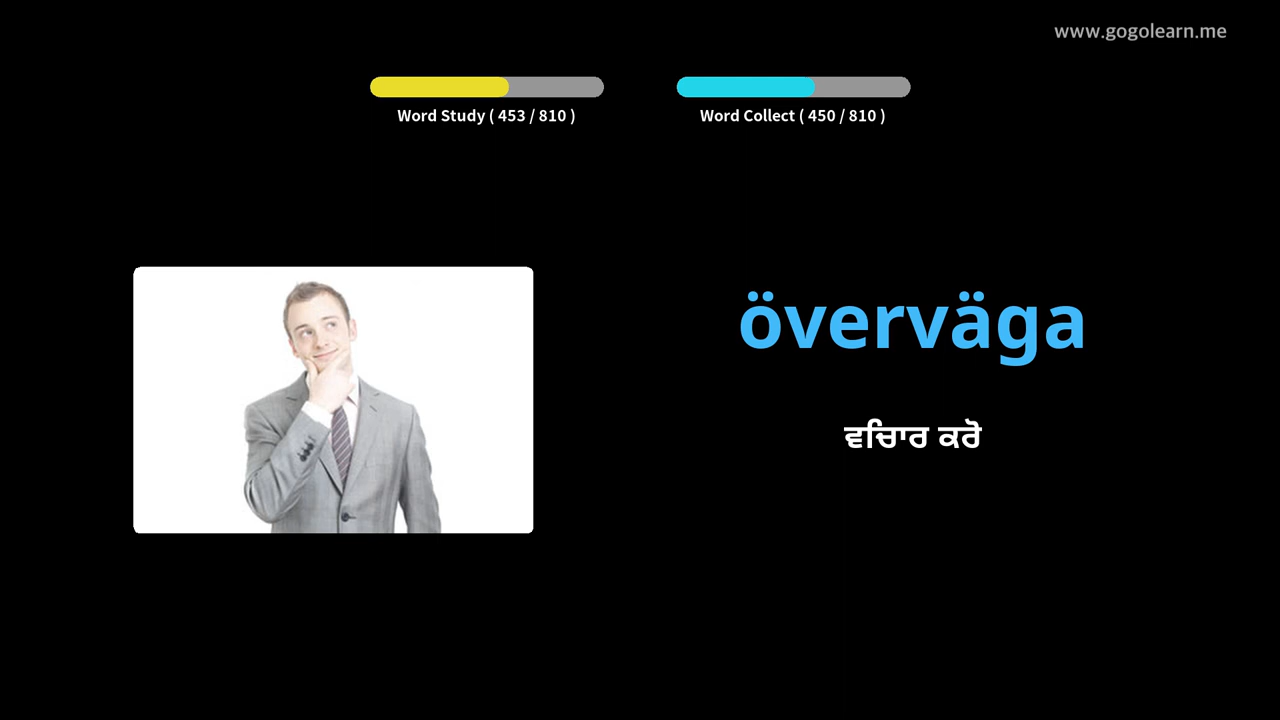 www.gogolearn.me
Word Study ( 453 / 810 )
Word Collect ( 450 / 810 )
överväga
ਵਿਚਾਰ ਕਰੋ